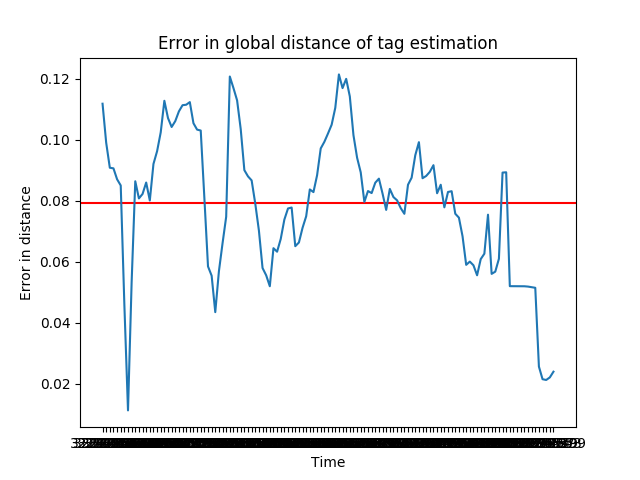 Error in global distance of tag estimation
0.12
0.10
0.08
0.06
0.04
0.02
Error in distance
Time